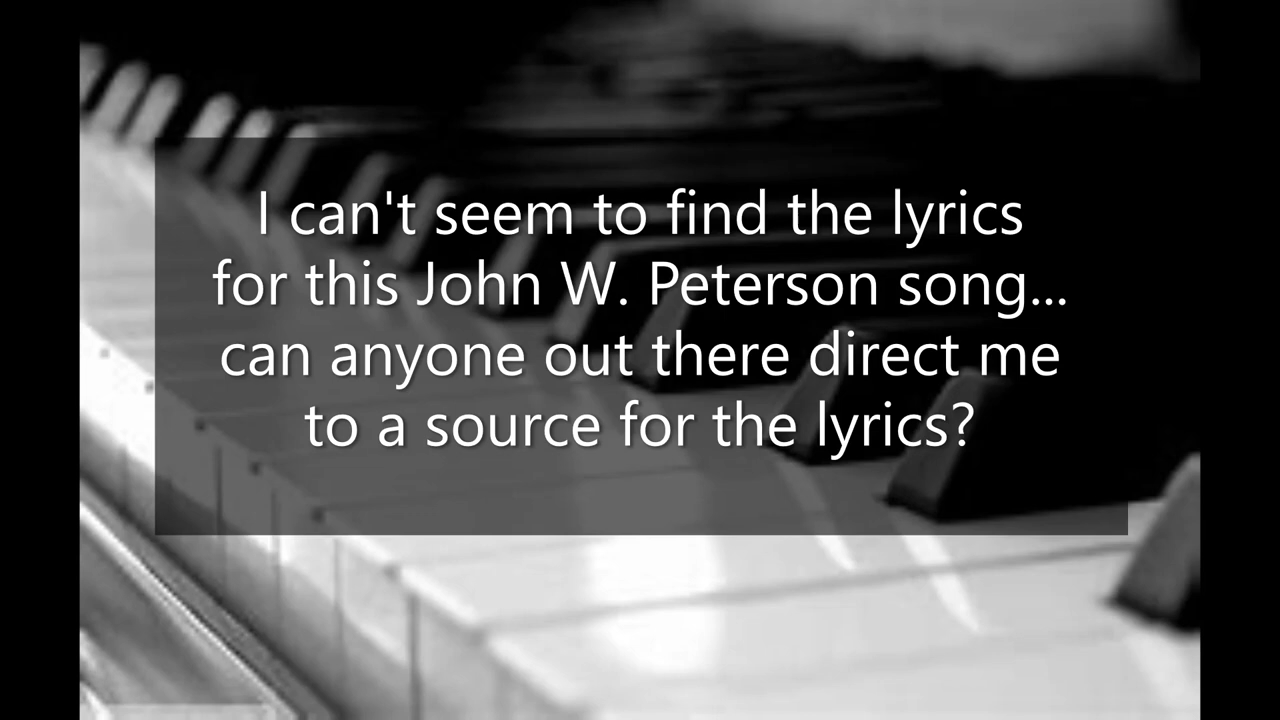 I can't seem to find the lyrics
for this John W. Peterson song...
can anyone out there direct me
to a source for the lyrics?